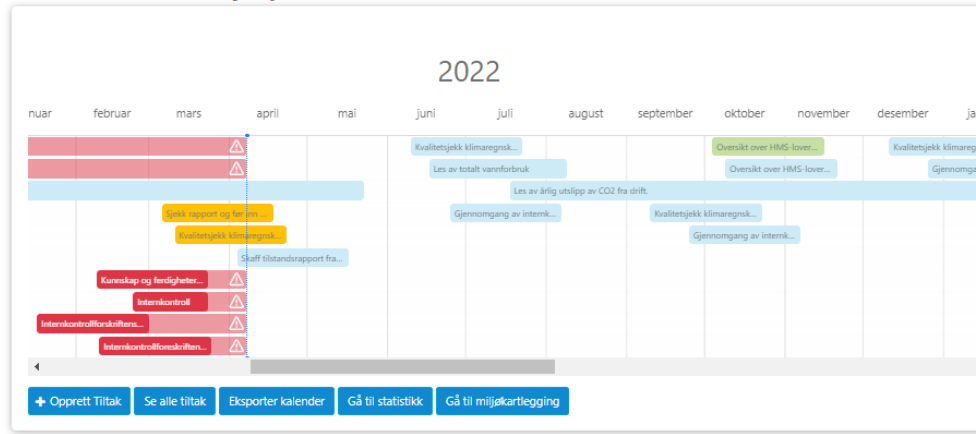 2022
nuar februar mars april mai juni juli august september oktober november desember ja
Kvalitetsjekk klimaregnsk... Oversikt over HMS-lover... Kvalitetsjekk klimareg
Les av totalt vannforbruk Oversikt over HMS-lover... Gjennomga
Les av årlig utslipp av CO2 fra drift.
Sjekk rapport og før inn ... Gjennomgang av internk... Kvalitetsjekk klimaregnsk...
Kvalitetsjekk klimaregnsk... Gjennomgang av internk...
Skaff tilstandsrapport fra...
Kunnskap og ferdigheter...
Internkontroll
Internkontrollforskriftens...
Internkontrollforeskriften...
+ Opprett Tiltak Se alle tiltak Eksporter kalender Gå til statistikk Gå til miljøkartlegging